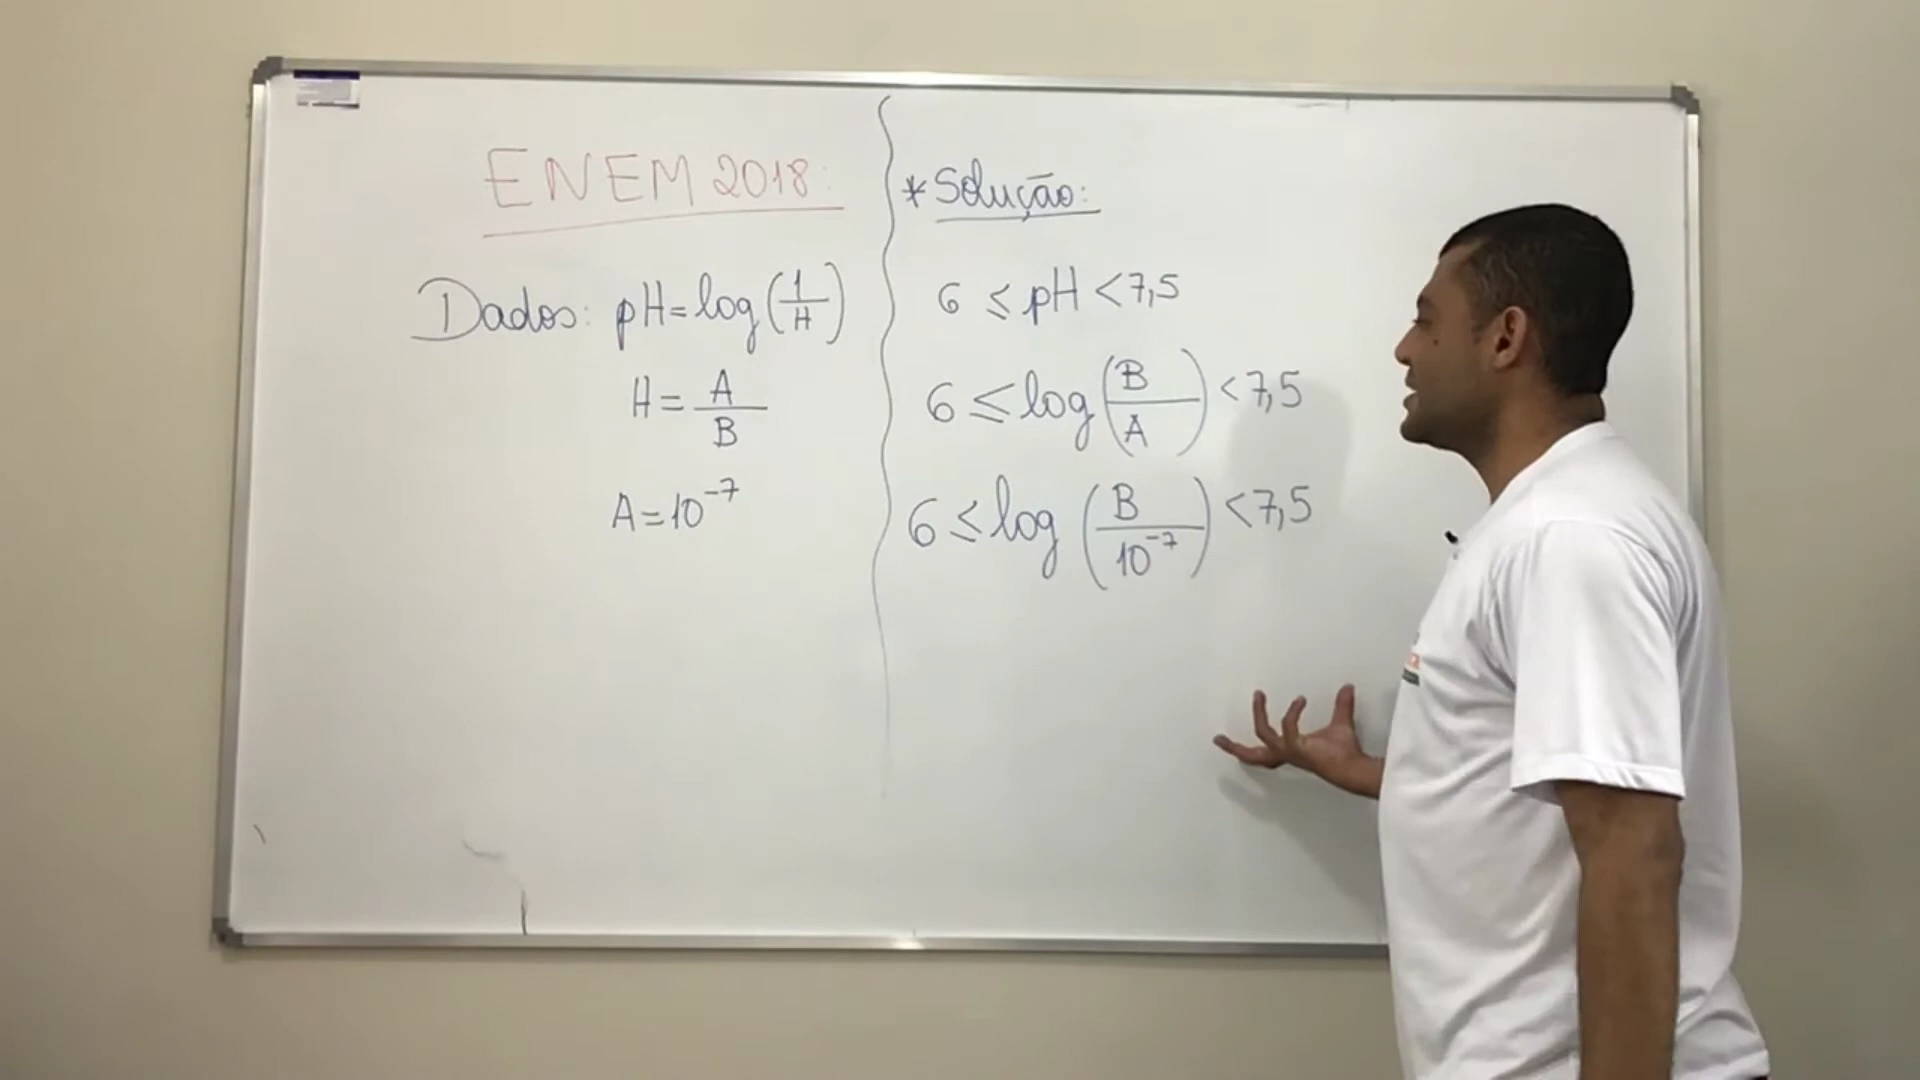 ENEM 2018:
Dados: pH=log(1/H)
H=A/B
A=10⁻⁷
*Solução:
6 ≤ pH < 7,5
6 ≤ log(B/A) < 7,5
6 ≤ log(B/10⁻⁷) < 7,5